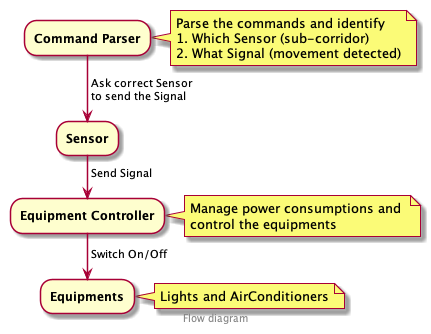 Command Parser
Parse the commands and identify
1. Which Sensor (sub-corridor)
2. What Signal (movement detected)
Ask correct Sensor
to send the Signal
Sensor
Send Signal
Equipment Controller
Manage power consumptions and
control the equipments
Switch On/Off
Equipments
Lights and AirConditioners
Flow diagram